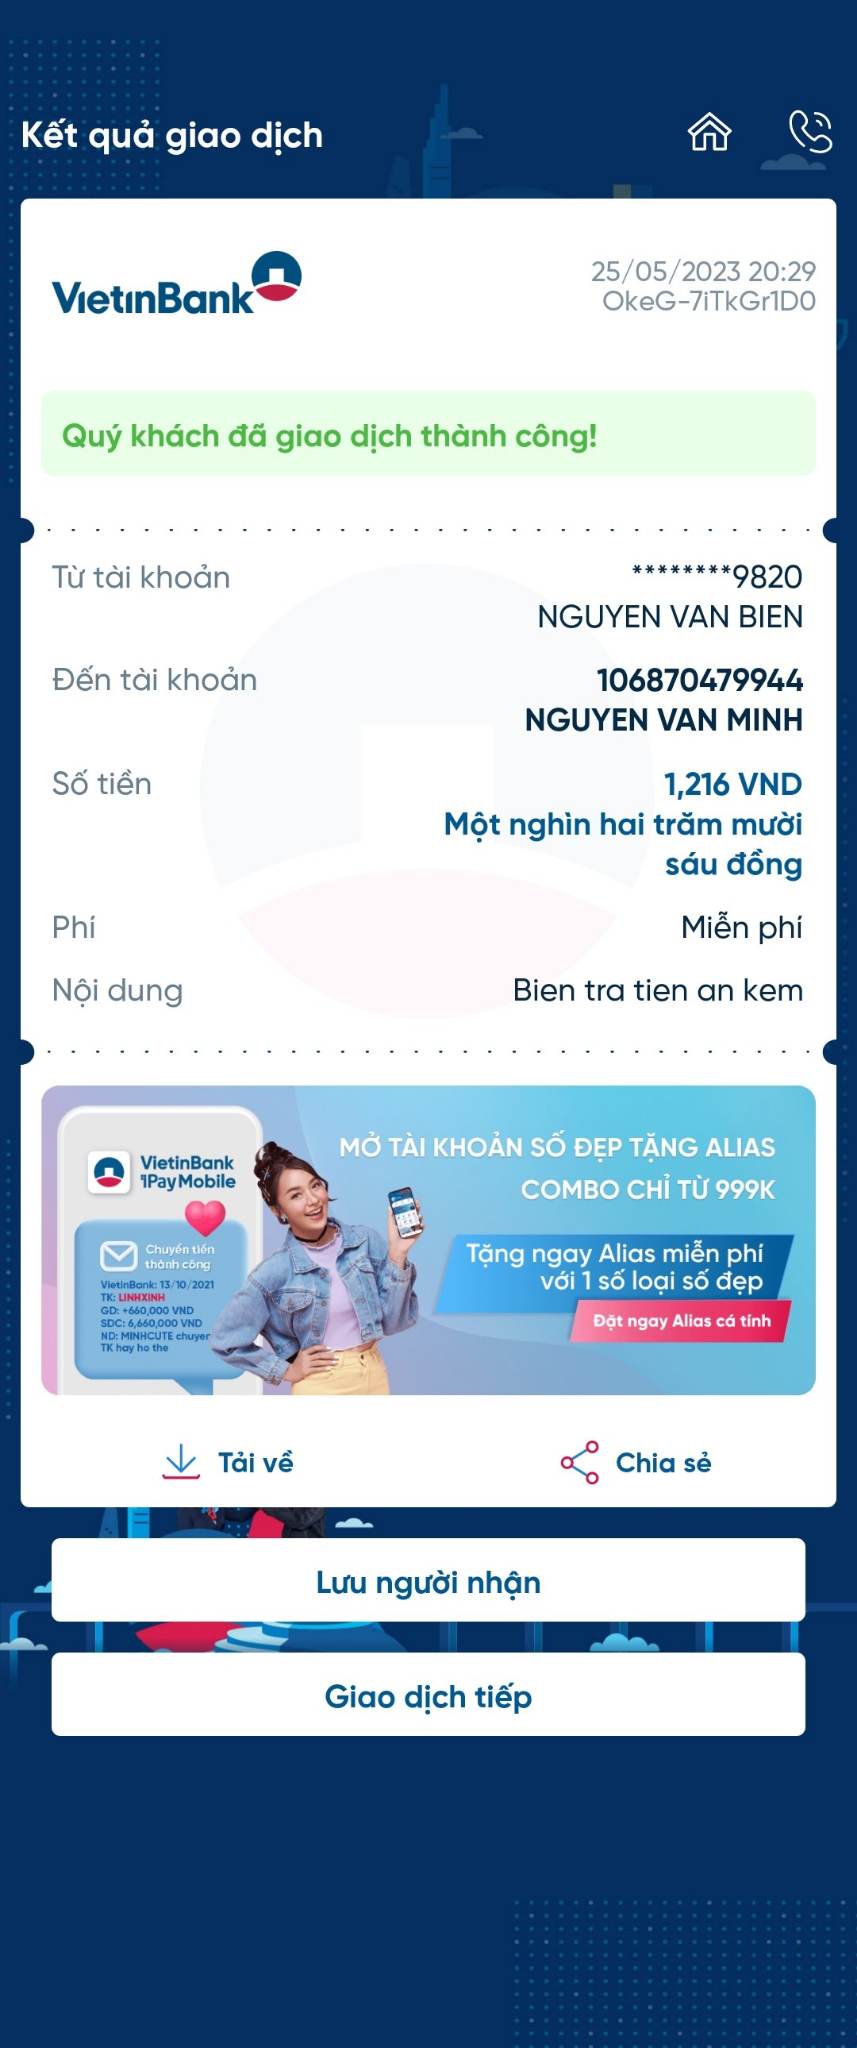 Kết quả giao dịch
VietinBank
25/05/2023 20:29
OkeG-7iTkGr1D0
Quý khách đã giao dịch thành công!
Từ tài khoản
********9820
NGUYEN VAN BIEN
Đến tài khoản
106870479944
NGUYEN VAN MINH
Số tiền
1,216 VND
Một nghìn hai trăm mười
sáu đồng
Phí
Miễn phí
Nội dung
Bien tra tien an kem
VietinBank
iPay Mobile
Chuyển tiền
thành công
VietinBank: 13/10/2021
TK: LINHXINH
GD: +660,000 VND
SDC: 6,660,000 VND
ND: MINHCUTE chuyen
TK hay ho the
MỞ TÀI KHOẢN SỐ ĐẸP TẶNG ALIAS
COMBO CHỈ TỪ 999K
Tặng ngay Alias miễn phí
với 1 số loại số đẹp
Đặt ngay Alias cá tính
Tải về
Chia sẻ
Lưu người nhận
Giao dịch tiếp